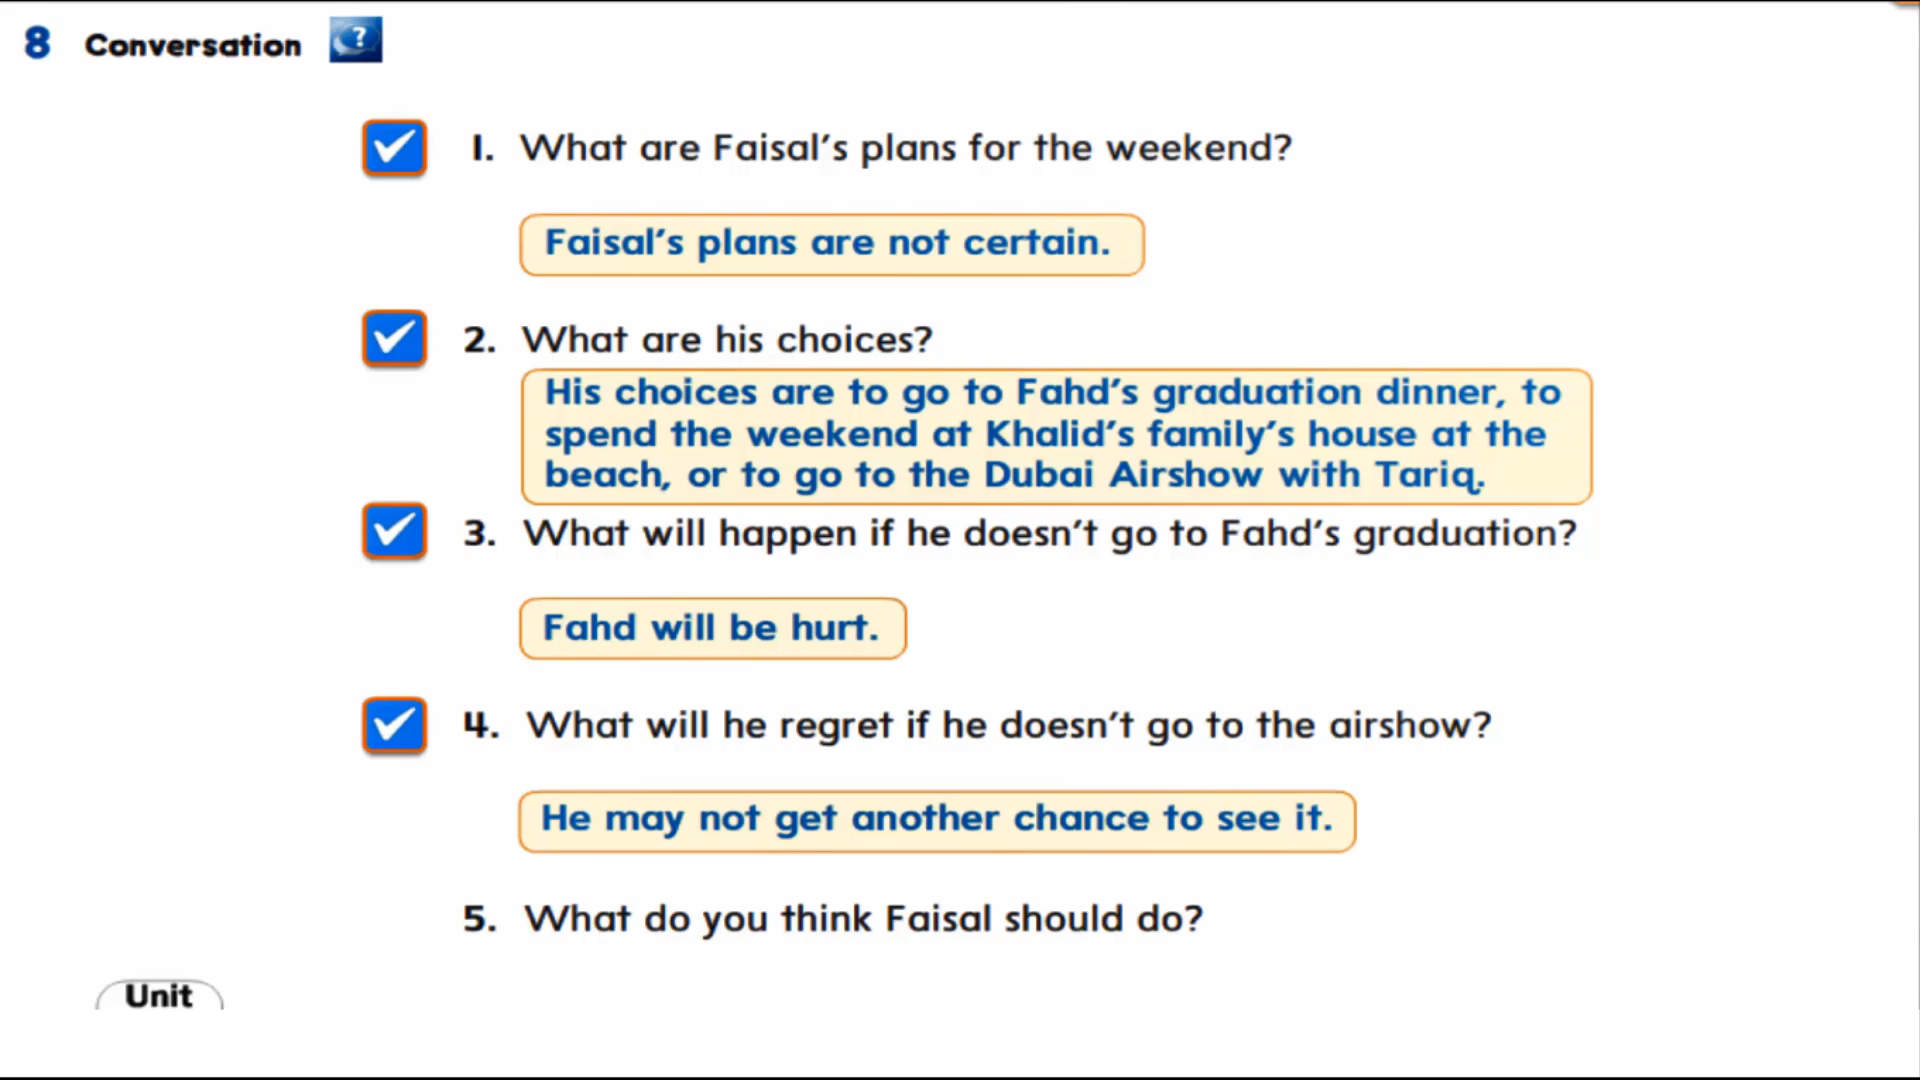 8 Conversation ?
1. What are Faisal's plans for the weekend?
Faisal's plans are not certain.
2. What are his choices?
His choices are to go to Fahd's graduation dinner, to
spend the weekend at Khalid's family's house at the
beach, or to go to the Dubai Airshow with Tariq.
3. What will happen if he doesn't go to Fahd's graduation?
Fahd will be hurt.
4. What will he regret if he doesn't go to the airshow?
He may not get another chance to see it.
5. What do you think Faisal should do?
Unit